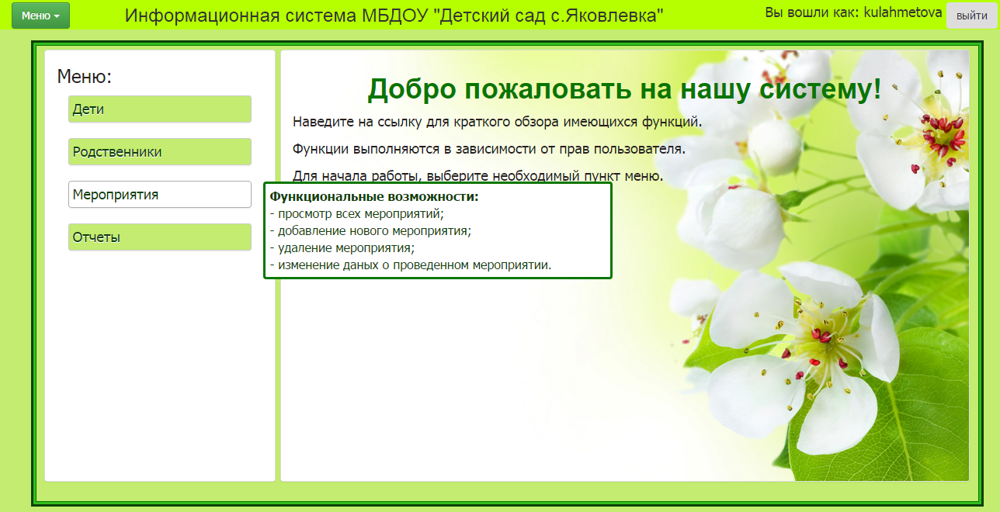 Меню
Информационная система МБДОУ "Детский сад с.Яковлевка"
Вы вошли как: kulahmetova
выйти
Меню:
Дети
Родственники
Мероприятия
Отчеты
Добро пожаловать на нашу систему!
Наведите на ссылку для краткого обзора имеющихся функций.
Функции выполняются в зависимости от прав пользователя.
Для начала работы, выберите необходимый пункт меню.
Функциональные возможности:
- просмотр всех мероприятий;
- добавление нового мероприятия;
- удаление мероприятия;
- изменение даных о проведенном мероприятии.